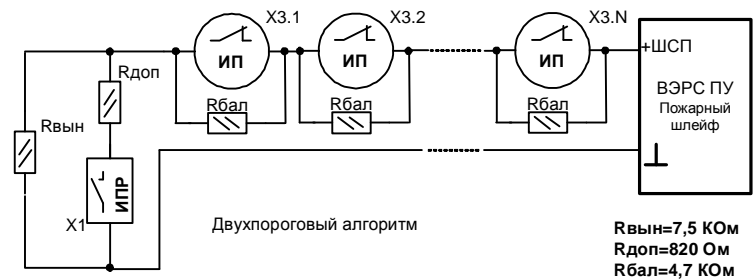 X3.1
X3.2
X3.N
ИП
ИП
ИП
+ШСП
ВЭРС ПУ
Пожарный
шлейф
Rдоп
Rбал
Rбал
Rбал
Rвын
ИПР
X1
Двухпороговый алгоритм
Rвын=7,5 КОм
Rдоп=820 Ом
Rбал=4,7 КОм